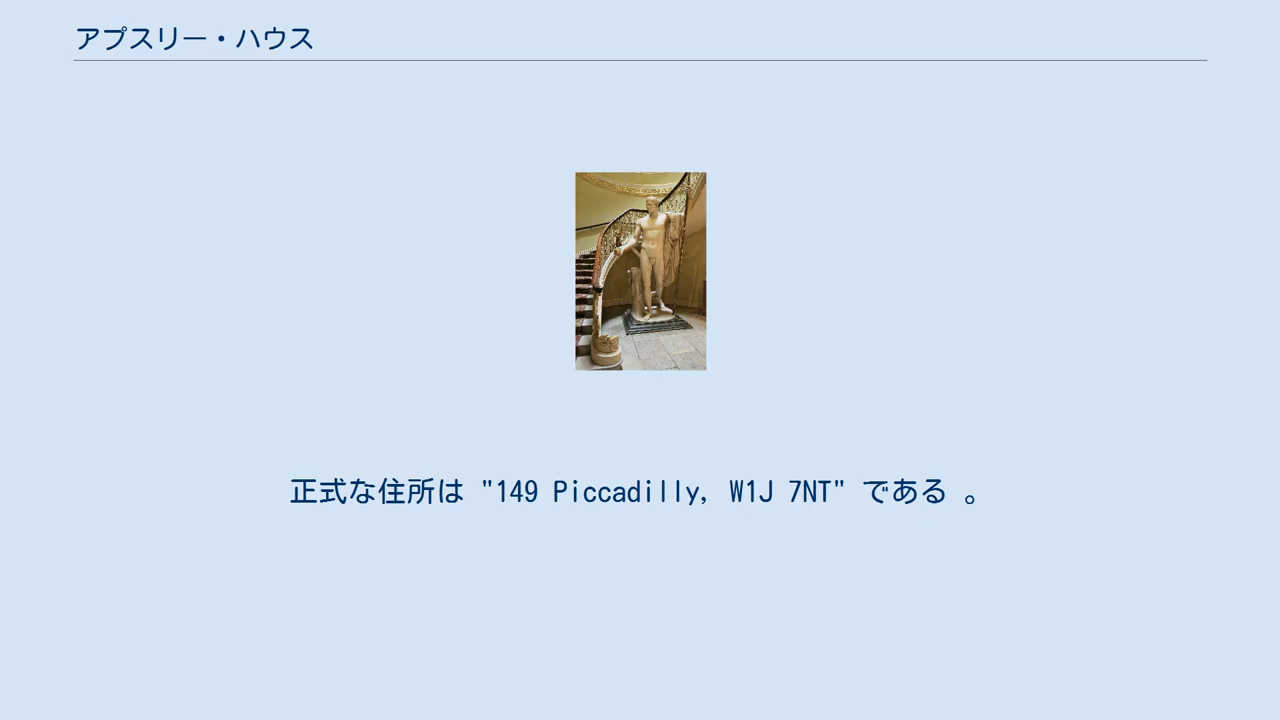 アプスリー・ハウス
正式な住所は "149 Piccadilly, W1J 7NT" である 。